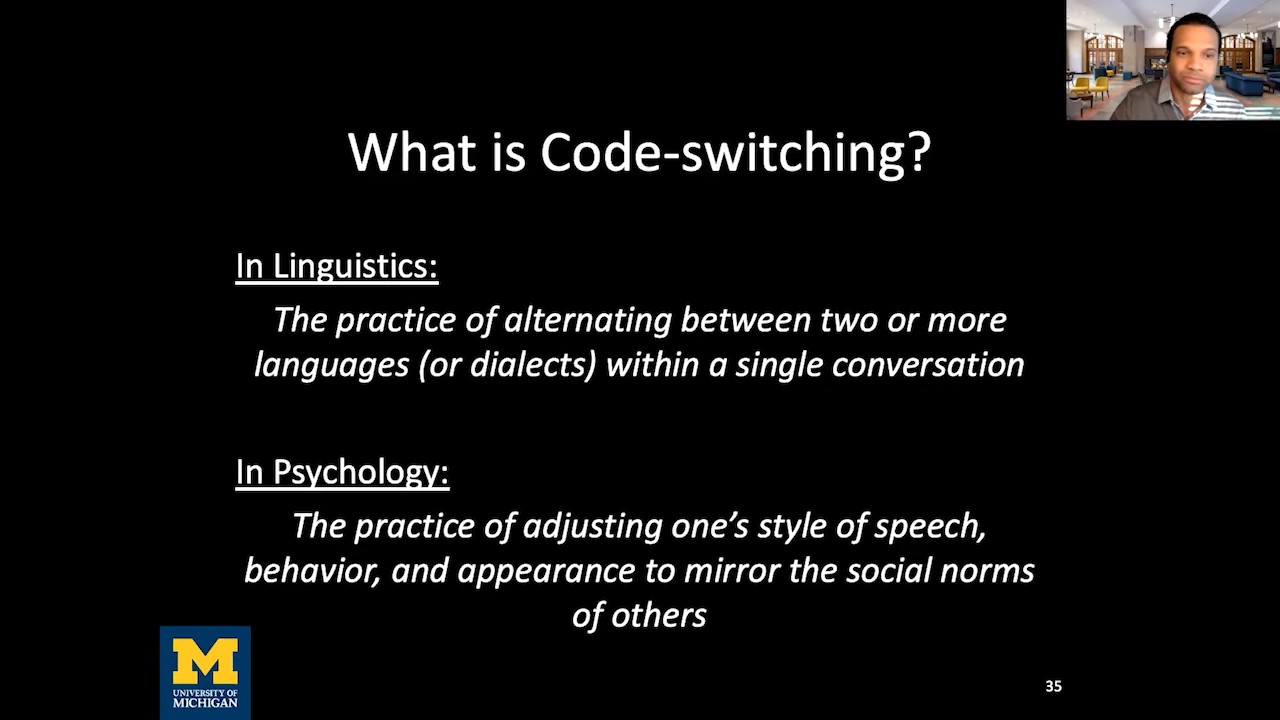 What is Code-switching?
In Linguistics:
The practice of alternating between two or more
languages (or dialects) within a single conversation
In Psychology:
The practice of adjusting one’s style of speech,
behavior, and appearance to mirror the social norms
of others
M
UNIVERSITY OF
MICHIGAN
35